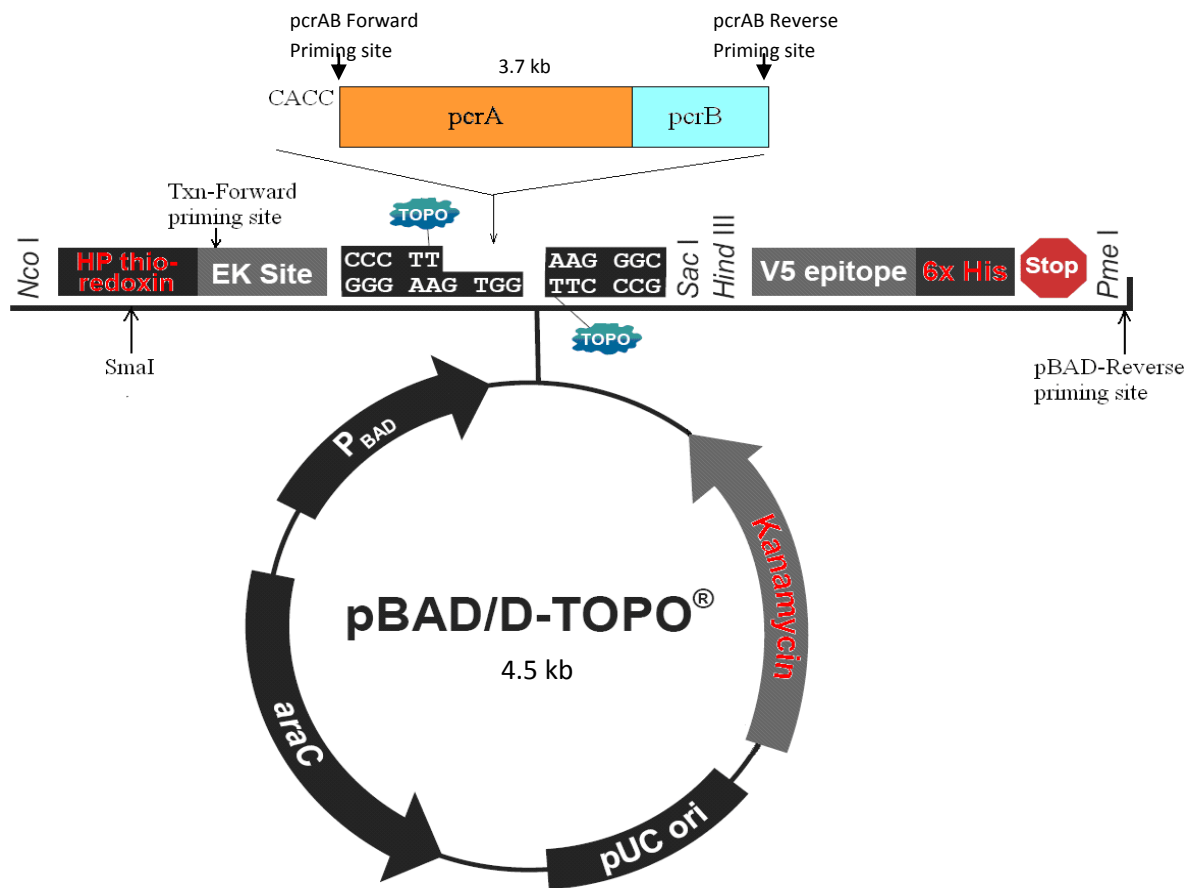 pcrAB Forward
Priming site
pcrAB Reverse
Priming site
3.7 kb
CACC
pcrA
pcrB
Txn-Forward
priming site
TOPO
Nco I
HP thio-
redoxin
EK Site
CCC TT
GGG AAG TGG
AAG GGC
TTC CCG
Sac I
Hind III
V5 epitope
6x His
Stop
Pme I
TOPO
SmaI
pBAD-Reverse
priming site
PBAD
araC
pUC ori
Kanamycin
pBAD/D-TOPO®
4.5 kb